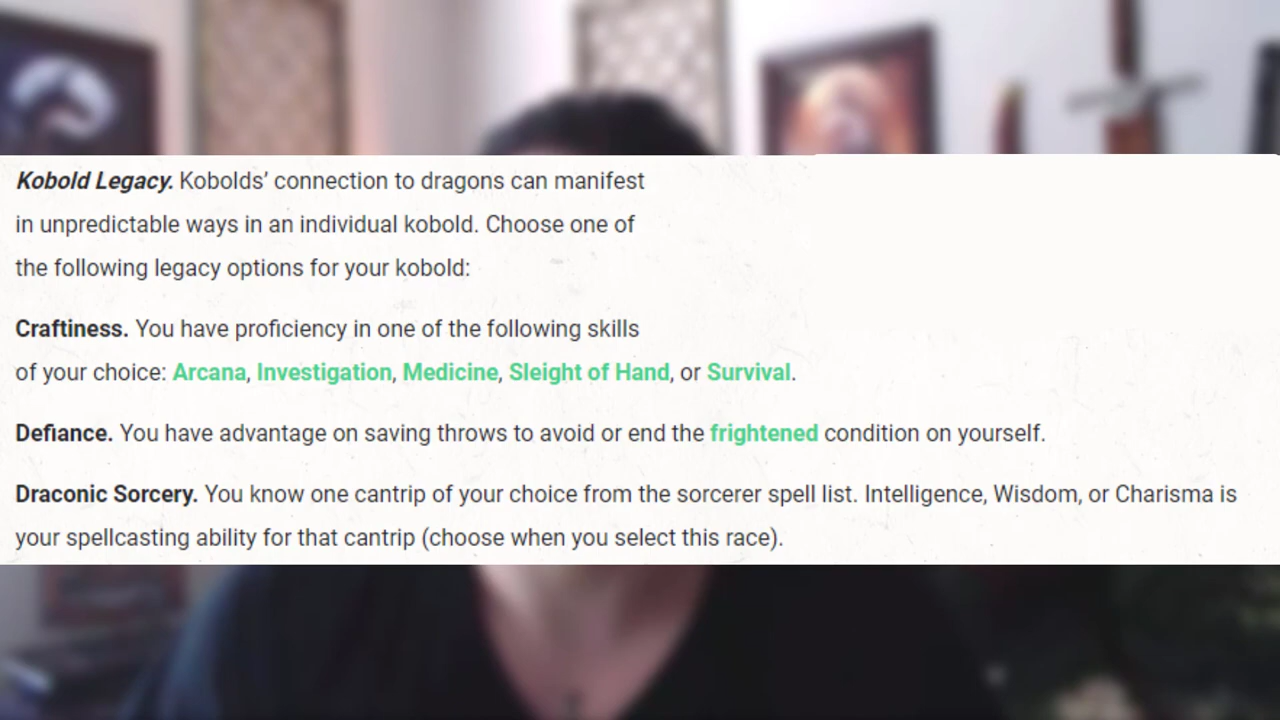 Kobold Legacy. Kobolds’ connection to dragons can manifest
in unpredictable ways in an individual kobold. Choose one of
the following legacy options for your kobold:
Craftiness. You have proficiency in one of the following skills
of your choice: Arcana, Investigation, Medicine, Sleight of Hand, or Survival.
Defiance. You have advantage on saving throws to avoid or end the frightened condition on yourself.
Draconic Sorcery. You know one cantrip of your choice from the sorcerer spell list. Intelligence, Wisdom, or Charisma is
your spellcasting ability for that cantrip (choose when you select this race).